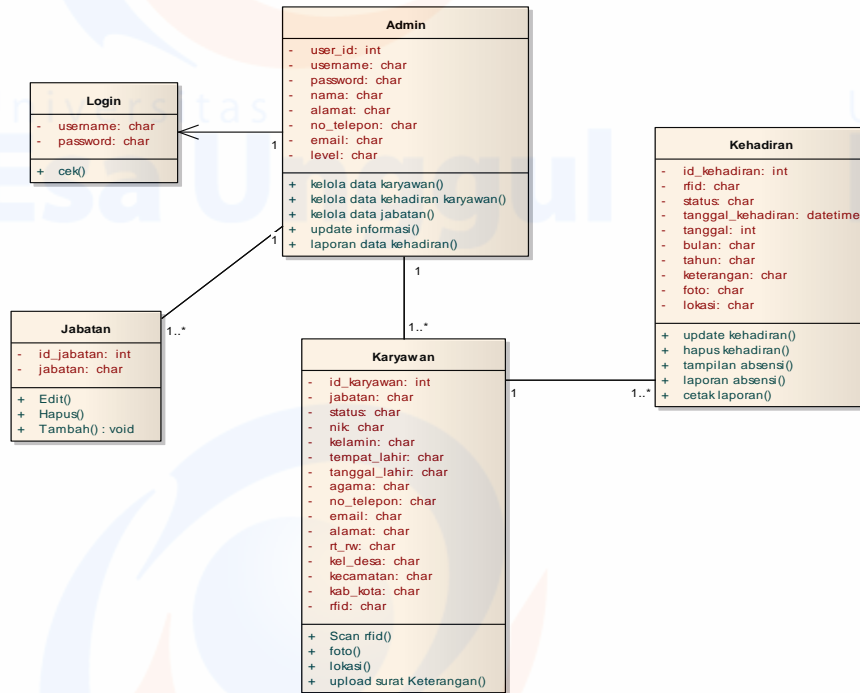 Admin
- user_id: int
- username: char
- password: char
- nama: char
- alamat: char
- no_telepon: char
- email: char
- level: char
+ kelola data karyawan()
+ kelola data kehadiran karyawan()
+ kelola data jabatan()
+ update informasi()
+ laporan data kehadiran()
Login
- username: char
- password: char
+ cek()
1
1
1
1..*
1..*
Kehadiran
- id_kehadiran: int
- rfid: char
- status: char
- tanggal_kehadiran: datetime
- tanggal: int
- bulan: char
- tahun: char
- keterangan: char
- foto: char
- lokasi: char
+ update kehadiran()
+ hapus kehadiran()
+ tampilan absensi()
+ laporan absensi()
+ cetak laporan()
Jabatan
- id_jabatan: int
- jabatan: char
+ Edit()
+ Hapus()
+ Tambah() : void
Karyawan
- id_karyawan: int
- jabatan: char
- status: char
- nik: char
- kelamin: char
- tempat_lahir: char
- tanggal_lahir: char
- agama: char
- no_telepon: char
- email: char
- alamat: char
- rt_rw: char
- kel_desa: char
- kecamatan: char
- kab_kota: char
- rfid: char
+ Scan rfid()
+ foto()
+ lokasi()
+ upload surat Keterangan()
1
1..*
Universitas
Esa Unggul